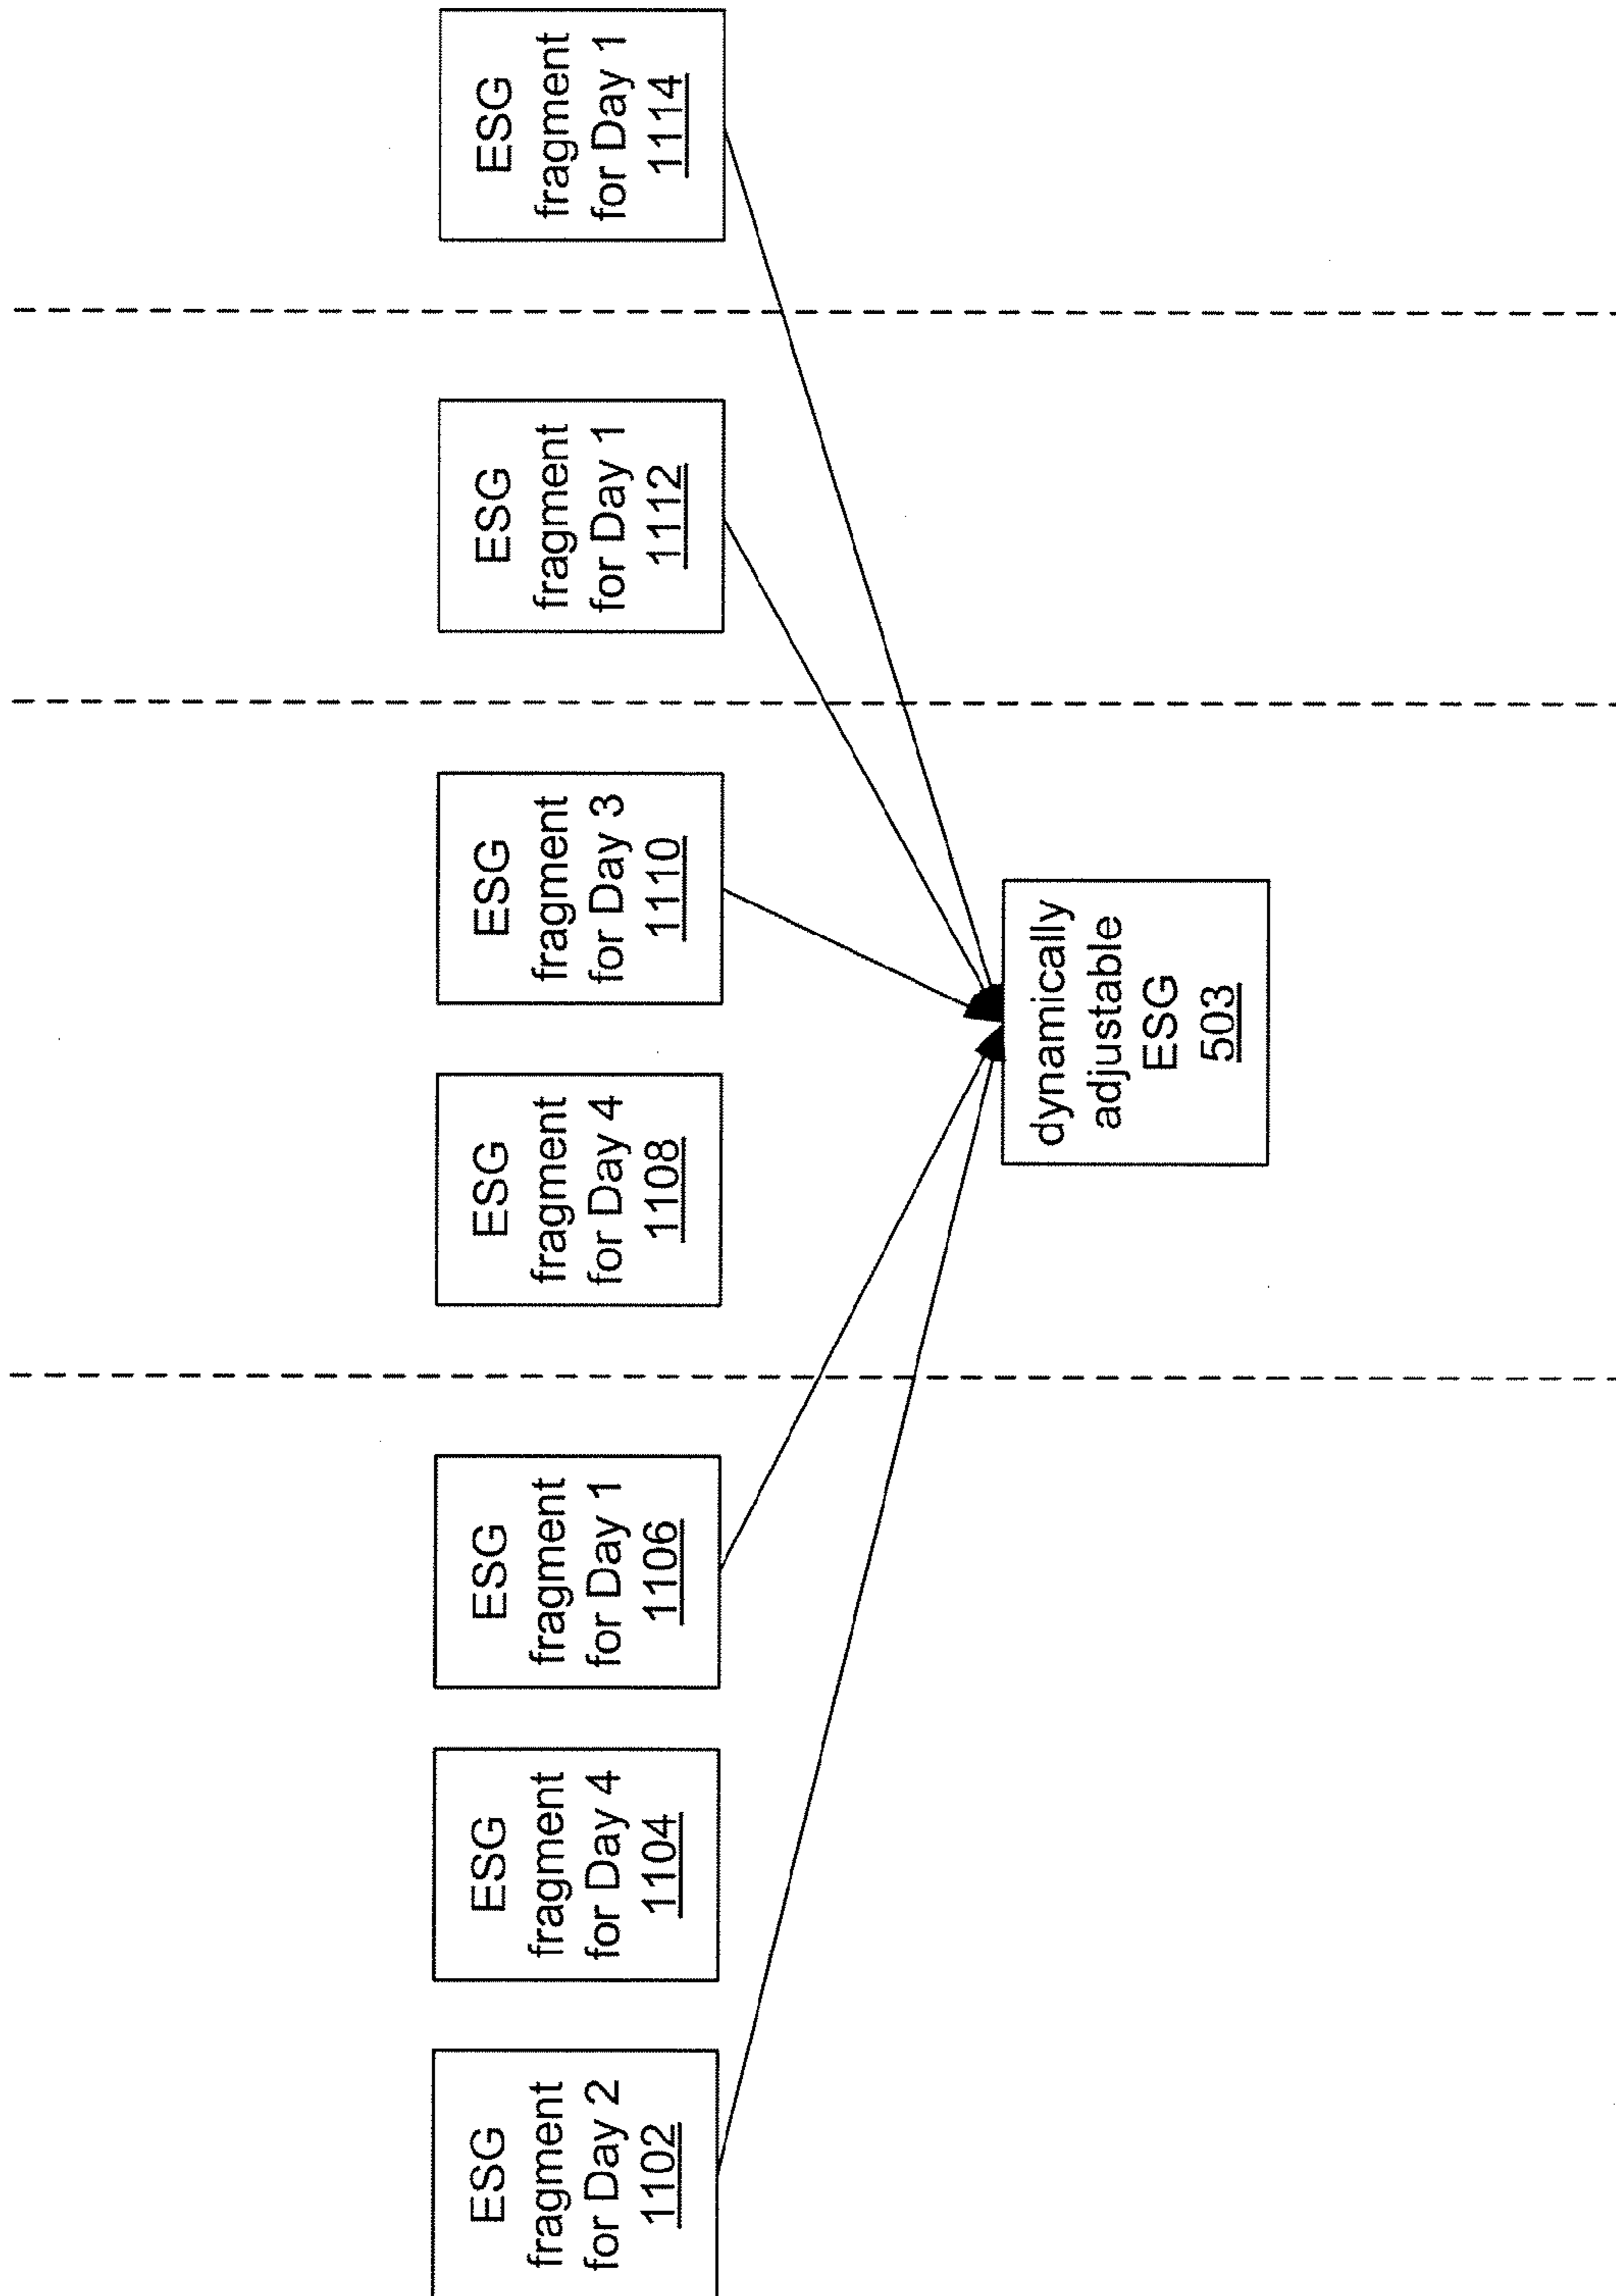 ESG
fragment
for Day 2
1102
ESG
fragment
for Day 4
1104
ESG
fragment
for Day 1
1106
ESG
fragment
for Day 4
1108
ESG
fragment
for Day 3
1110
ESG
fragment
for Day 1
1112
ESG
fragment
for Day 1
1114
dynamically
adjustable
ESG
503